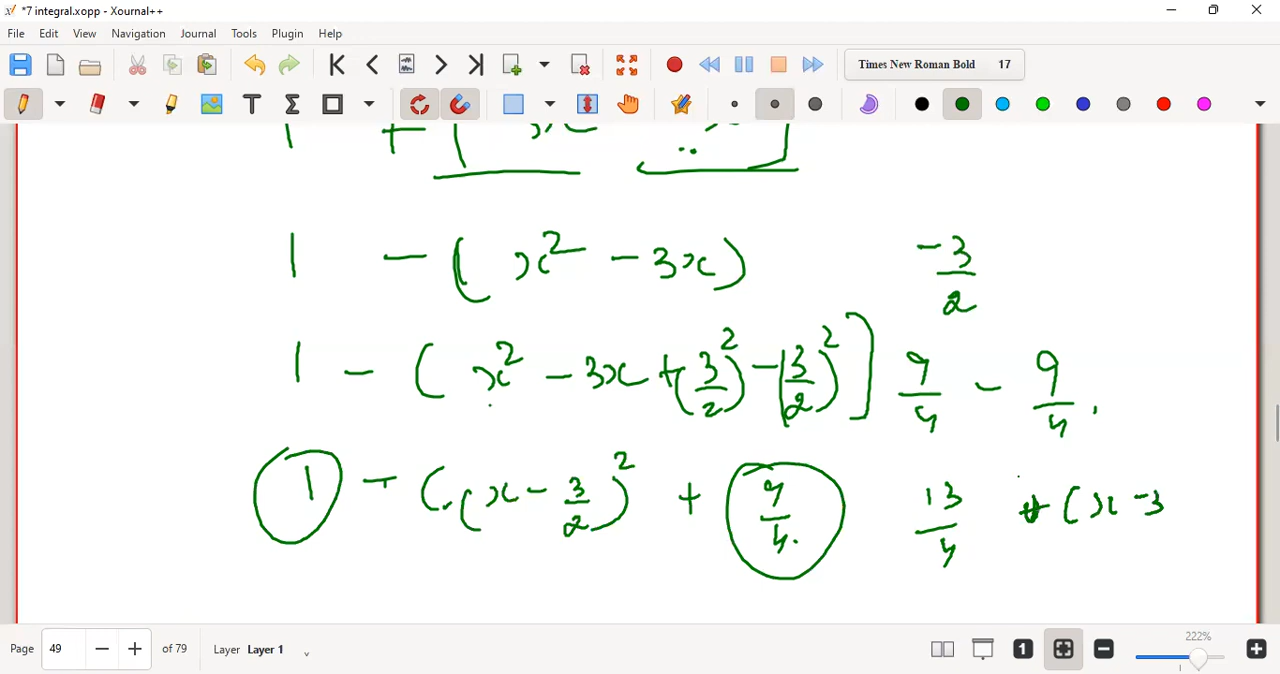 *7 integral.xopp - Xournal++
File Edit View Navigation Journal Tools Plugin Help
Times New Roman Bold 17
1 - (x² - 3x) -3/2
1 - (x² - 3x + (3/2)² - (3/2)²] 9/4 - 9/4.
1 - ((x - 3/2)² + 9/4. 13/4 + (x - 3
Page 49 of 79 Layer Layer 1 1 222%